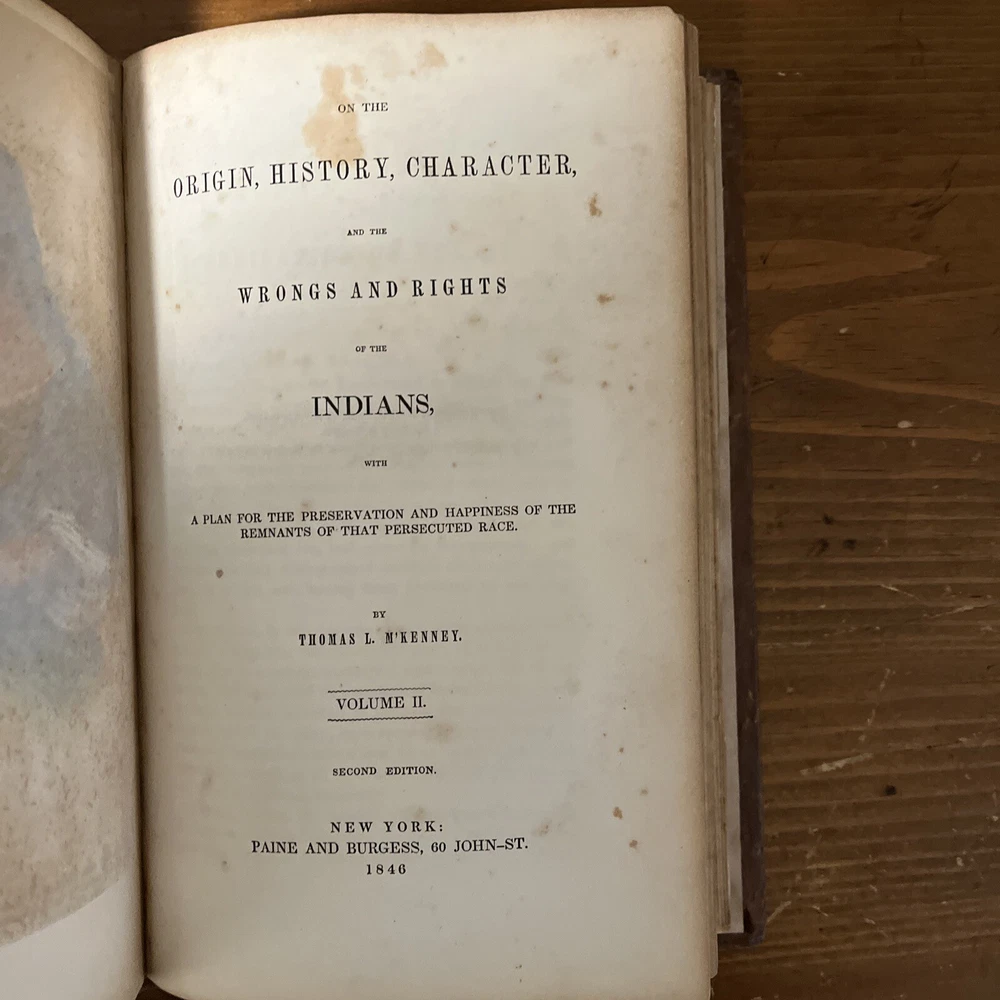 ON THE
ORIGIN, HISTORY, CHARACTER,
AND THE
WRONGS AND RIGHTS
OF THE
INDIANS,
WITH
A PLAN FOR THE PRESERVATION AND HAPPINESS OF THE
REMNANTS OF THAT PERSECUTED RACE.
BY
THOMAS L. M'KENNEY.
VOLUME II.
SECOND EDITION.
NEW YORK:
PAINE AND BURGESS, 60 JOHN-ST.
1846